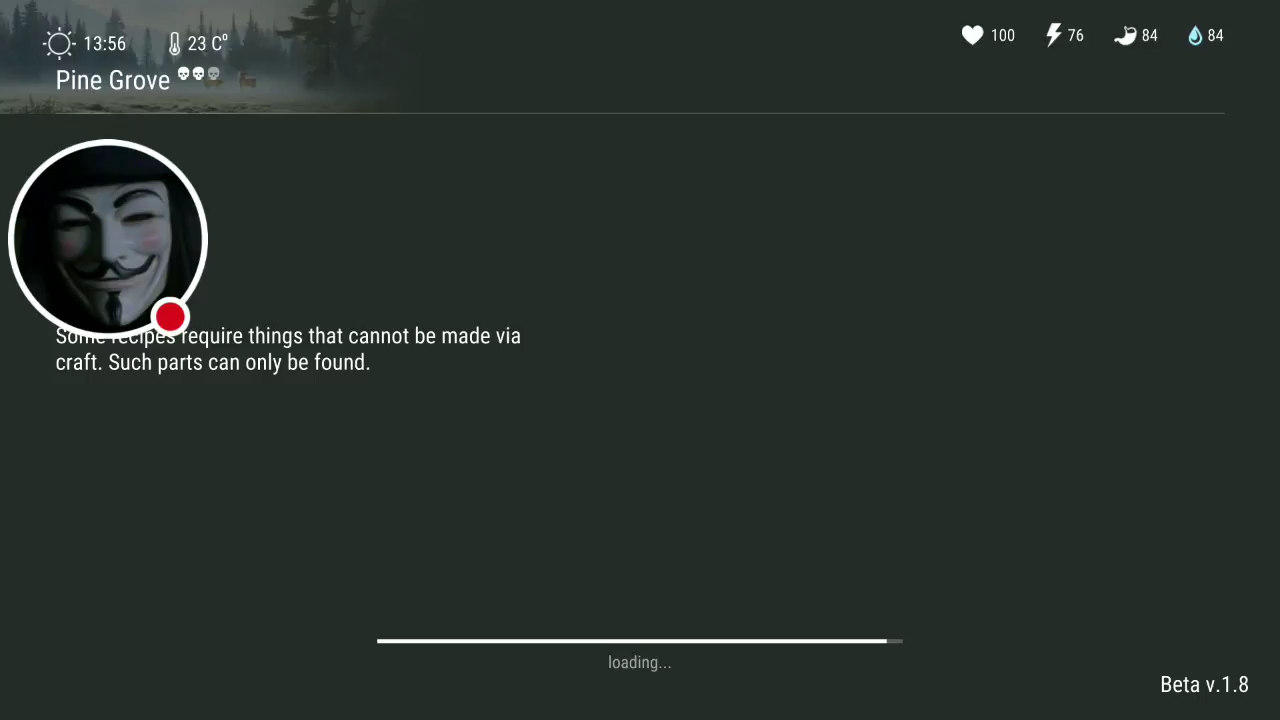 13:56 23 C°
100 76 84 84
Pine Grove
Some recipes require things that cannot be made via
craft. Such parts can only be found.
loading...
Beta v.1.8